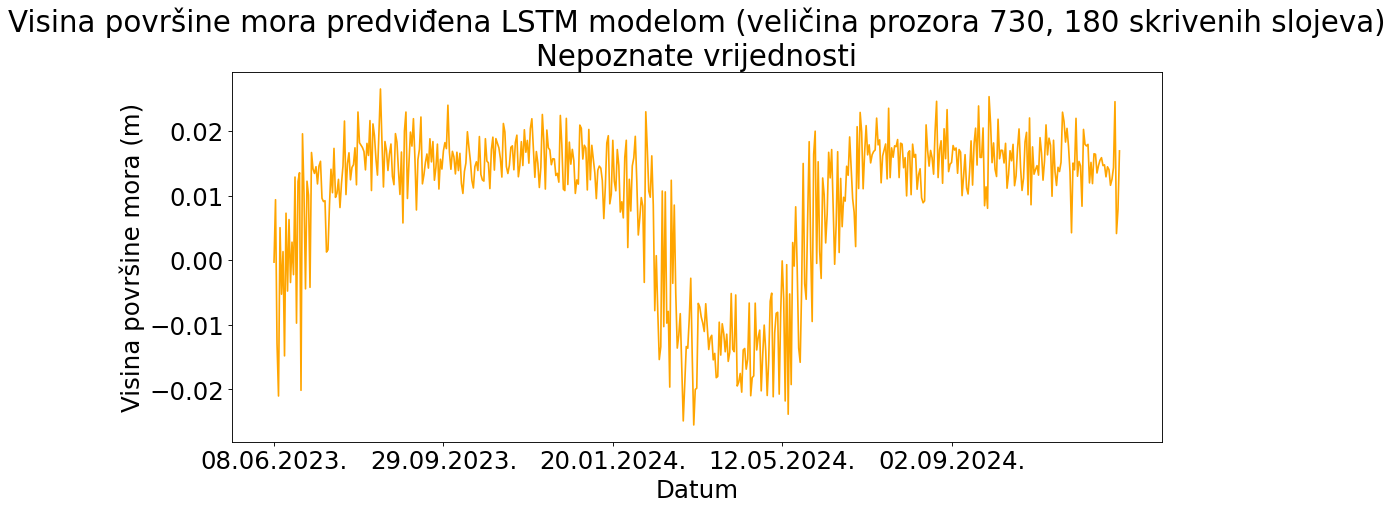 Visina površine mora predviđena LSTM modelom (veličina prozora 730, 180 skrivenih slojeva)
Nepoznate vrijednosti
Visina površine mora (m)
0.02
0.01
0.00
−0.01
−0.02
08.06.2023. 29.09.2023. 20.01.2024. 12.05.2024. 02.09.2024.
Datum